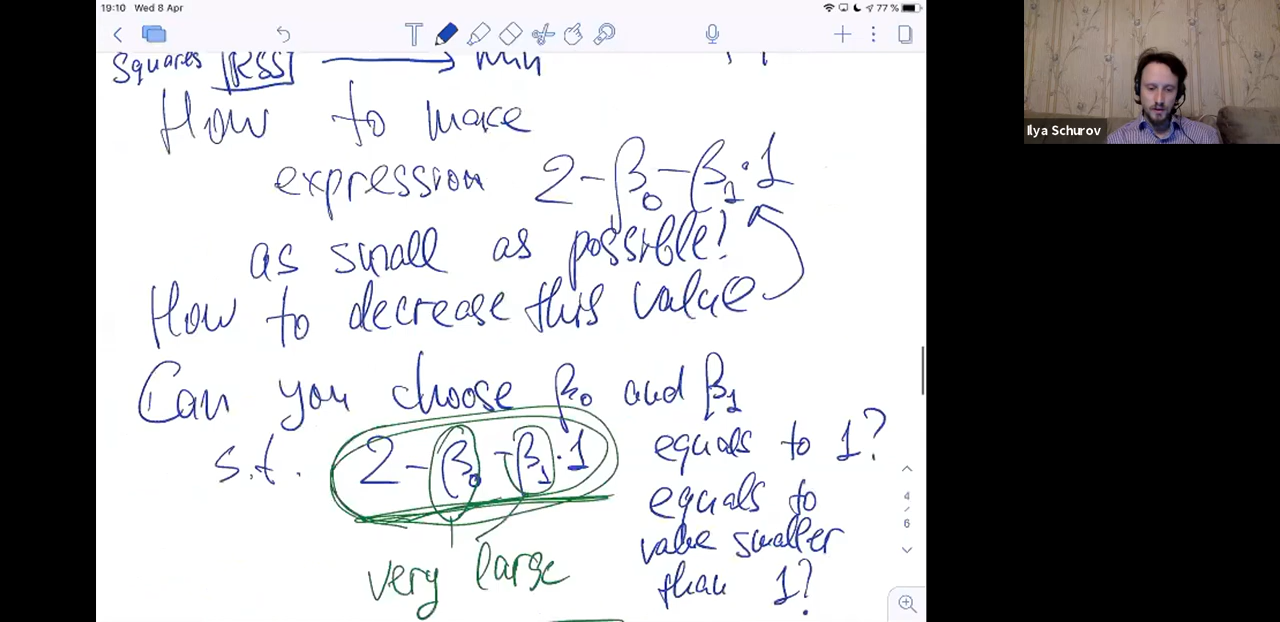 19:10 Wed 8 Apr
77 %
T
Squares [RSS] → min
How to make
expression 2 - β₀ - β₁ · 1
as small as possible?
How to decrease this value
Can you choose β₀ and β₁
s.t. 2 - β₀ - β₁ · 1 equals to 1?
equals to
value smaller
than 1?
very large
4 / 6
Ilya Schurov